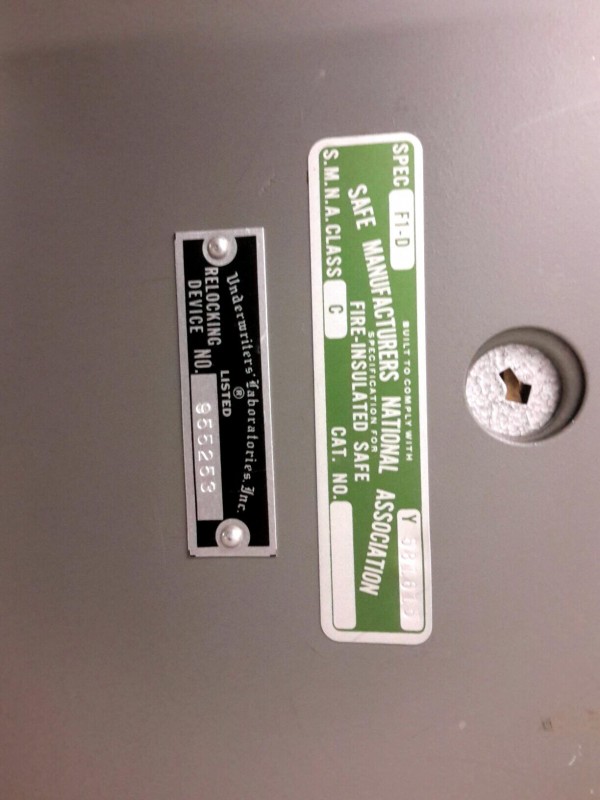 SPEC F1-D
BUILT TO COMPLY WITH
Y
SAFE MANUFACTURERS NATIONAL ASSOCIATION
SPECIFICATION FOR
FIRE-INSULATED SAFE
S.M.N.A. CLASS C
CAT. NO.
Underwriters' Laboratories, Inc.
®
LISTED
RELOCKING
DEVICE NO. 955253